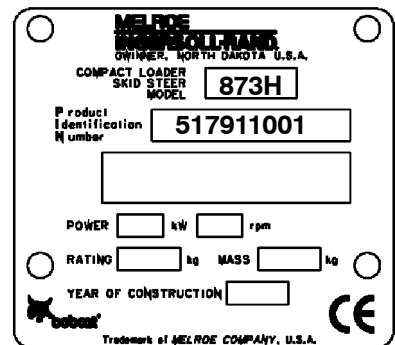 MELROE
INGERSOLL-RAND
GWINNER, NORTH DAKOTA U.S.A.
COMPACT LOADER
SKID STEER
MODEL 873H
Product
Identification 517911001
Number
POWER kW rpm
RATING kg MASS kg
YEAR OF CONSTRUCTION
bobcat CE
Trademark of MELROE COMPANY, U.S.A.